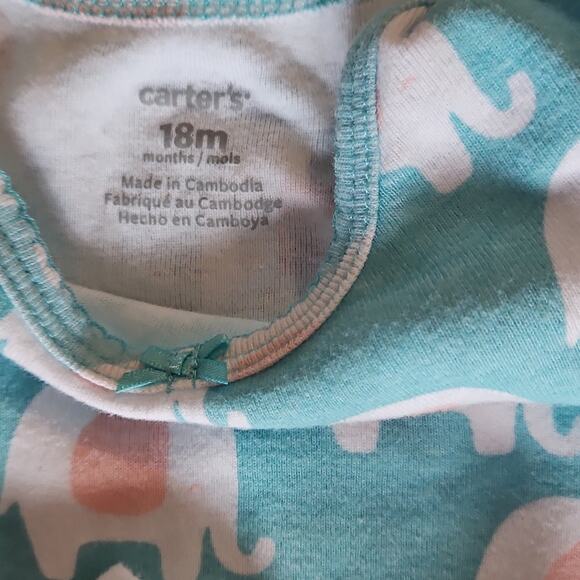 carter's
18m
months / mois
Made in Cambodia
Fabriqué au Cambodge
Hecho en Camboya